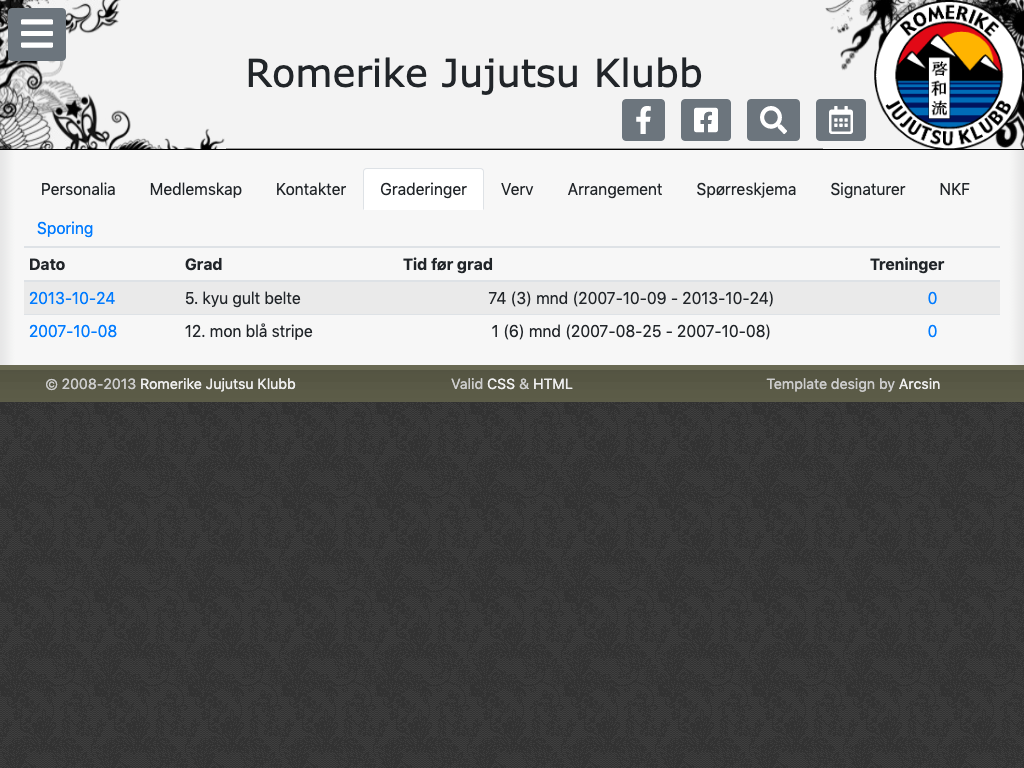 Romerike Jujutsu Klubb
ROMERIKE
啓和流
JUJUTSU KLUBB
Personalia Medlemskap Kontakter Graderinger Verv Arrangement Spørreskjema Signaturer NKF
Sporing
Dato Grad Tid før grad Treninger
2013-10-24 5. kyu gult belte 74 (3) mnd (2007-10-09 - 2013-10-24) 0
2007-10-08 12. mon blå stripe 1 (6) mnd (2007-08-25 - 2007-10-08) 0
© 2008-2013 Romerike Jujutsu Klubb Valid CSS & HTML Template design by Arcsin